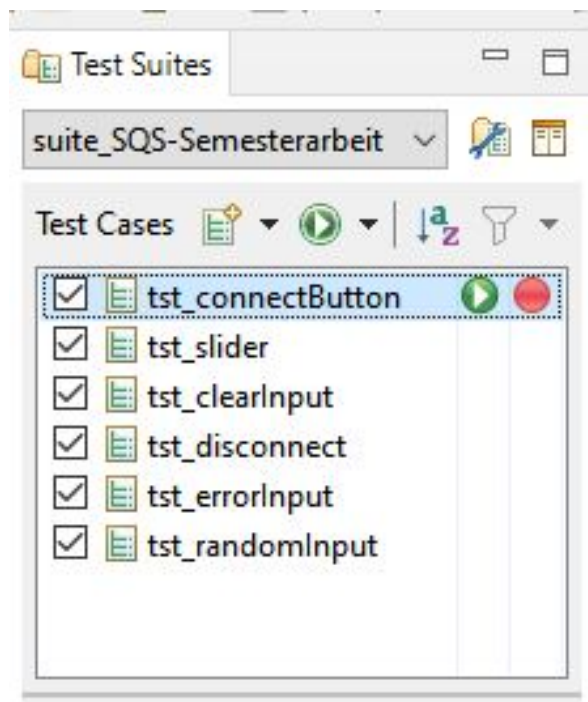 Test Suites
suite_SQS-Semesterarbeit
Test Cases
tst_connectButton
tst_slider
tst_clearInput
tst_disconnect
tst_errorInput
tst_randomInput